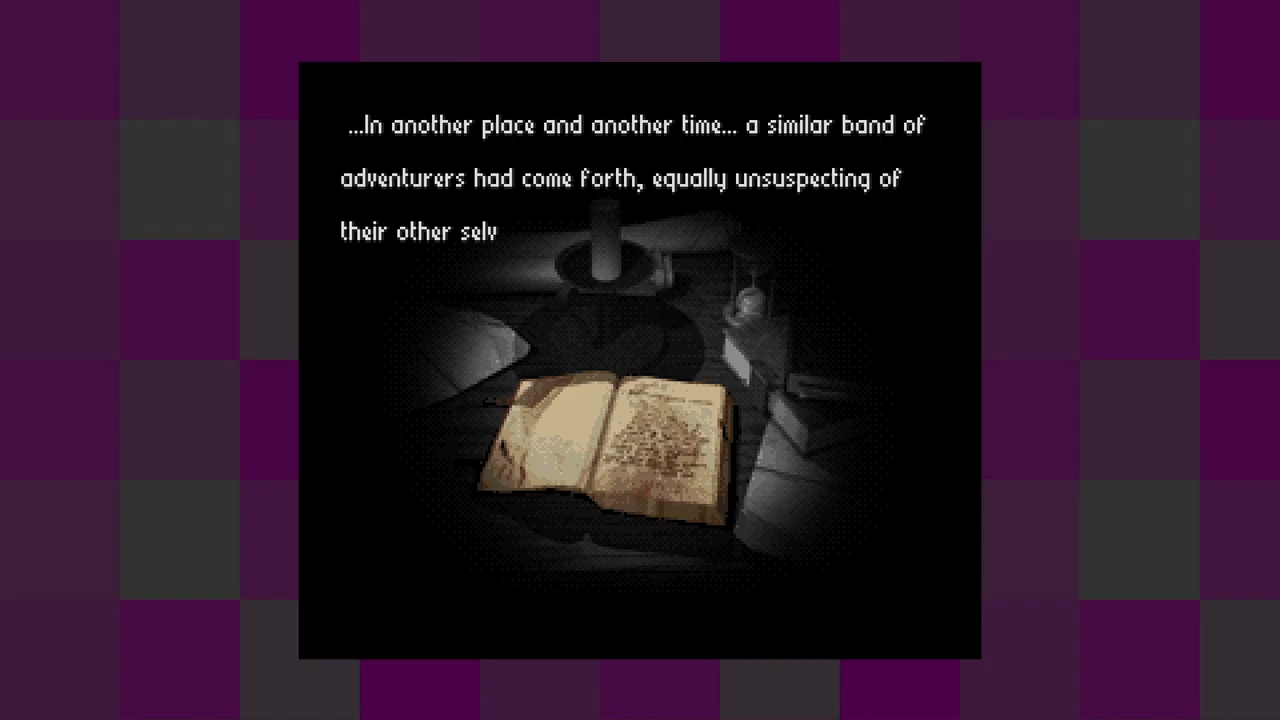 ...In another place and another time... a similar band of
adventurers had come forth, equally unsuspecting of
their other selv